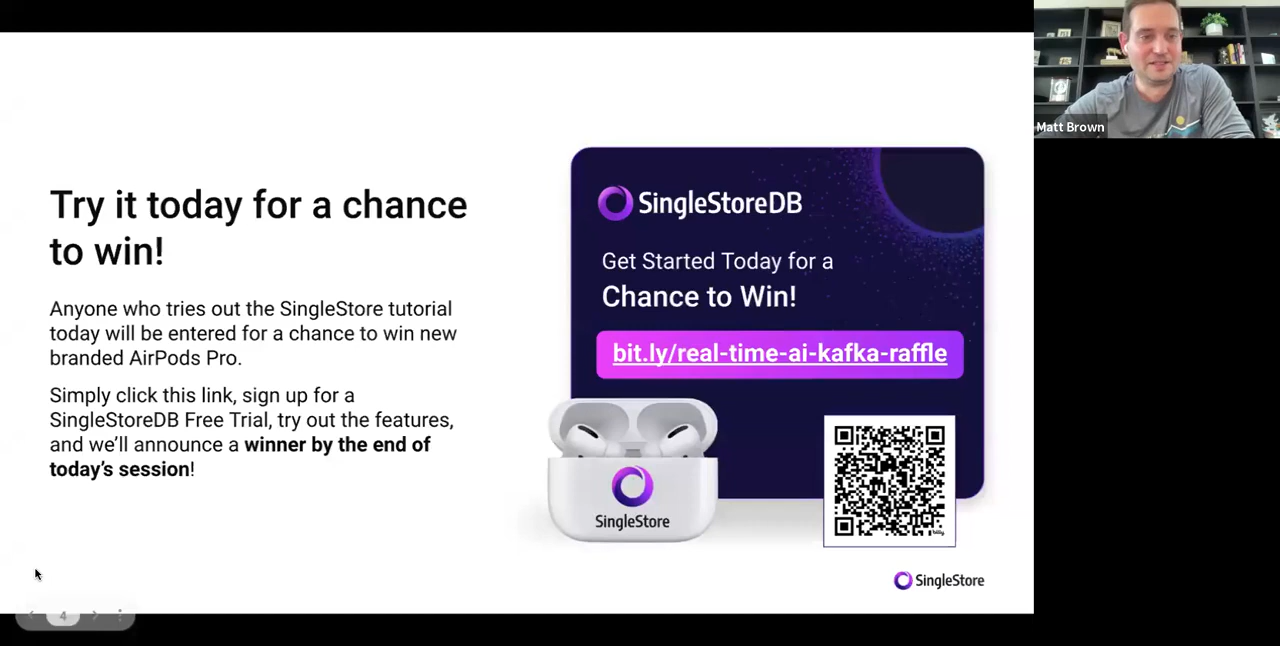 Try it today for a chance
to win!
Anyone who tries out the SingleStore tutorial
today will be entered for a chance to win new
branded AirPods Pro.
Simply click this link, sign up for a
SingleStoreDB Free Trial, try out the features,
and we'll announce a winner by the end of
today's session!
SingleStoreDB
Get Started Today for a
Chance to Win!
bit.ly/real-time-ai-kafka-raffle
SingleStore
SingleStore
4
Matt Brown